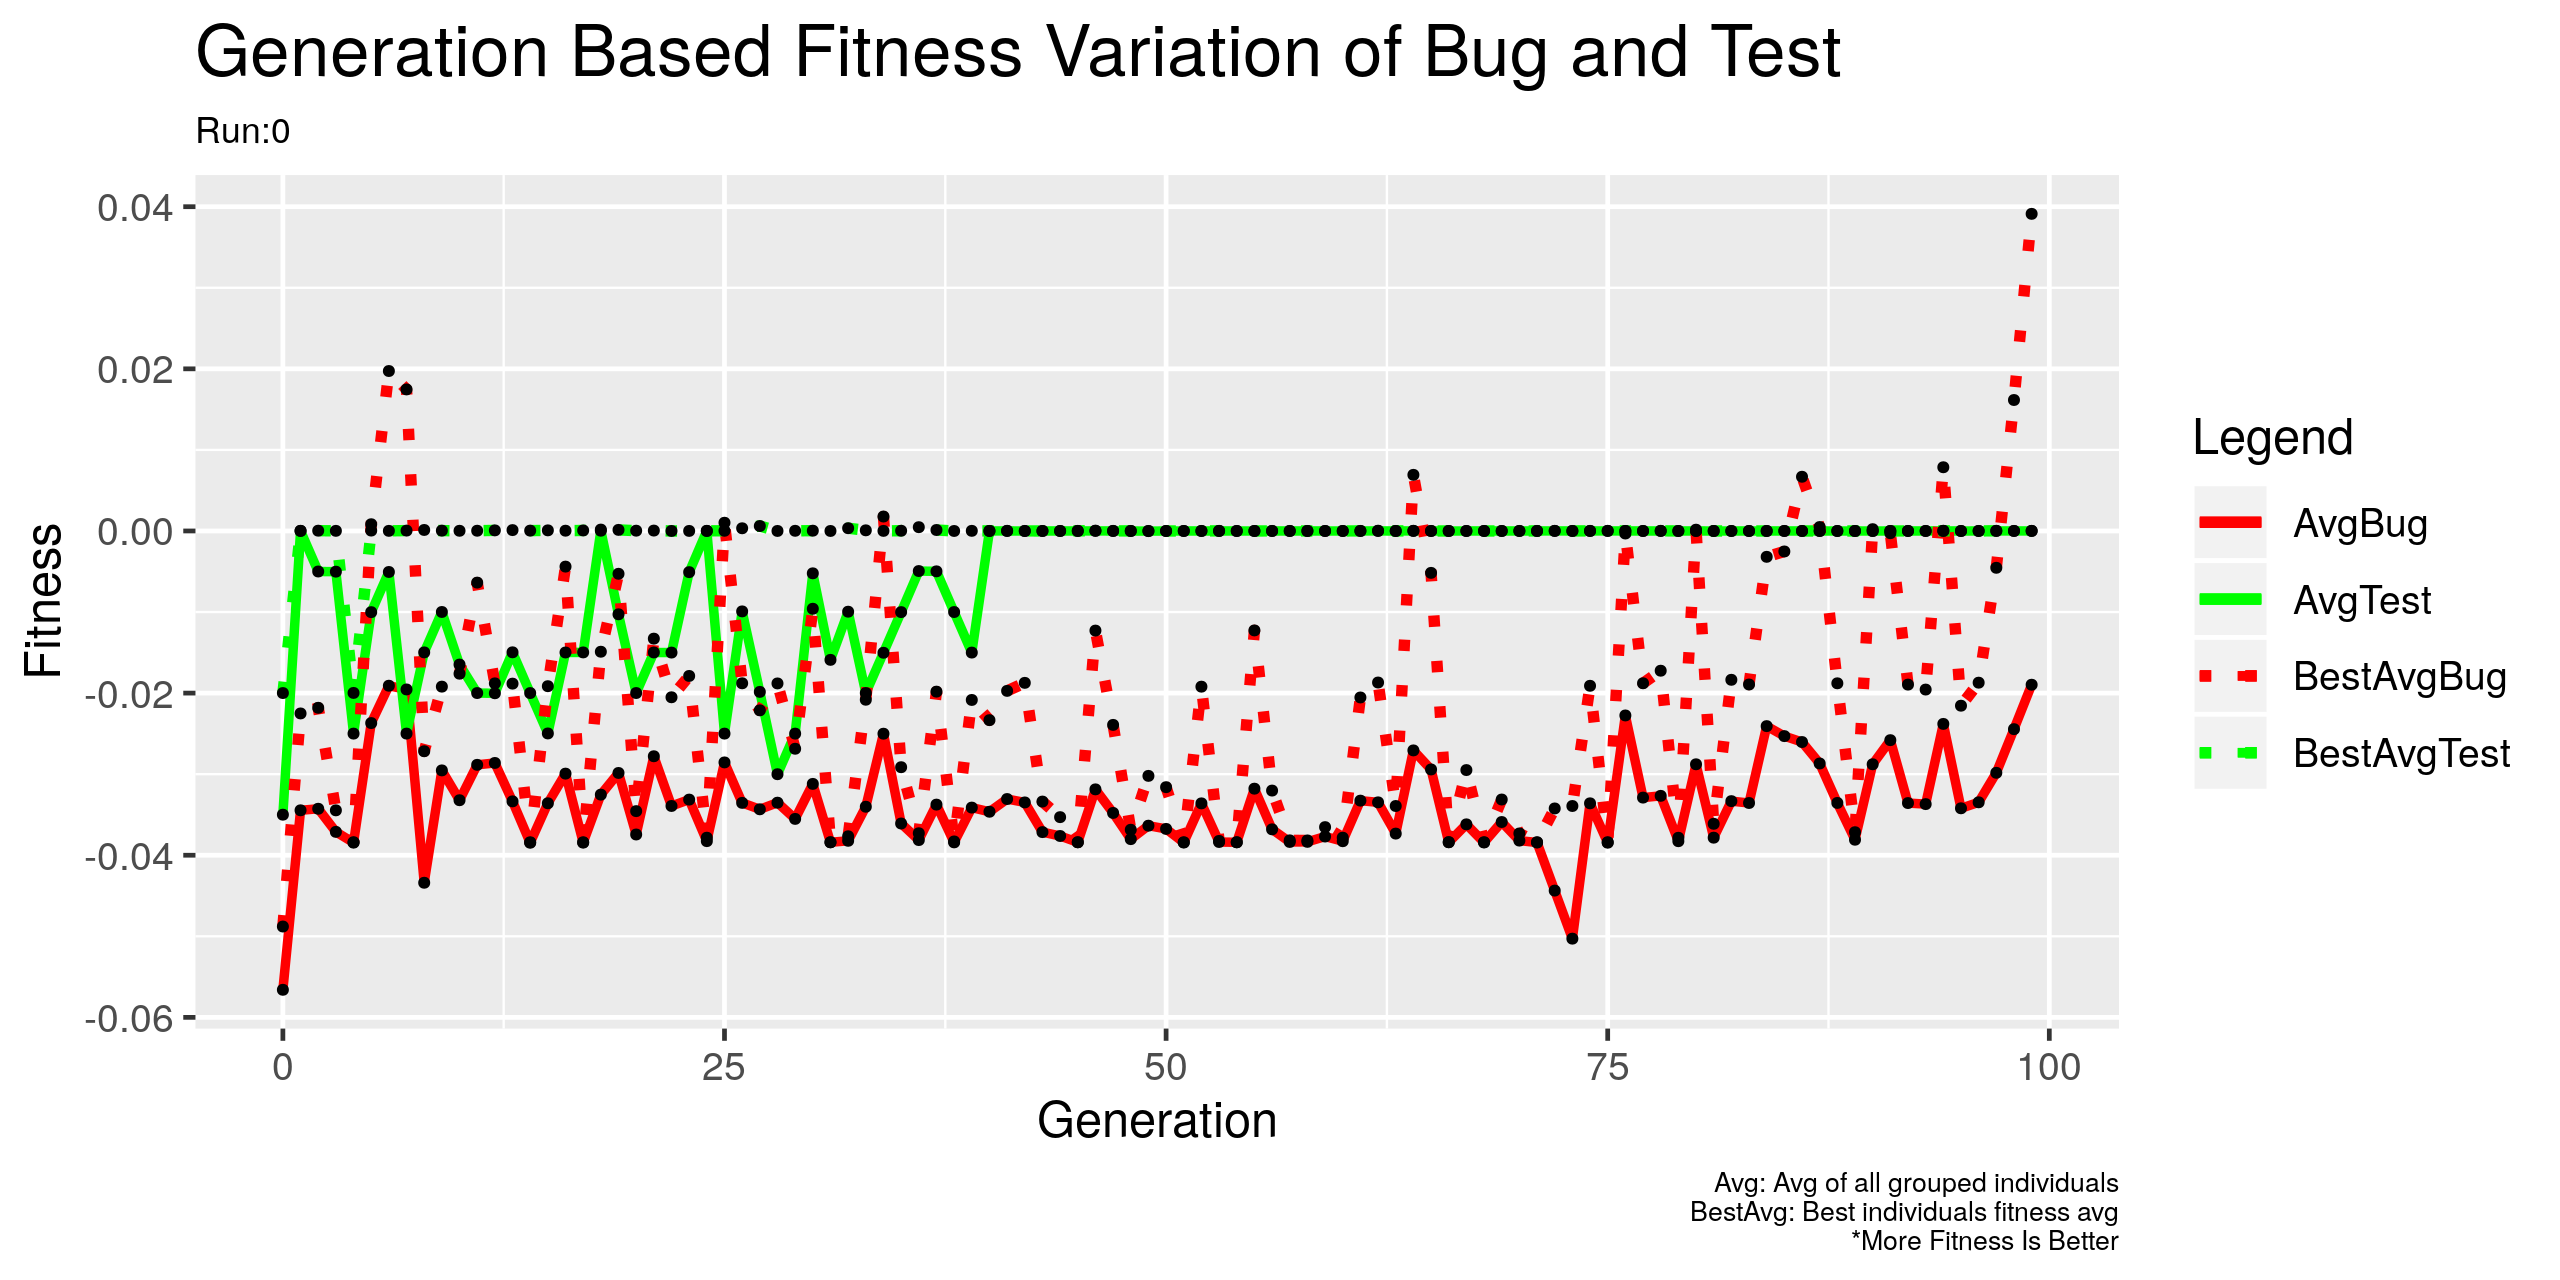 Generation Based Fitness Variation of Bug and Test
Run:0
0.04
0.02
0.00
-0.02
-0.04
-0.06
Fitness
0
25
50
75
100
Generation
Legend
AvgBug
AvgTest
BestAvgBug
BestAvgTest
Avg: Avg of all grouped individuals
BestAvg: Best individuals fitness avg
*More Fitness Is Better